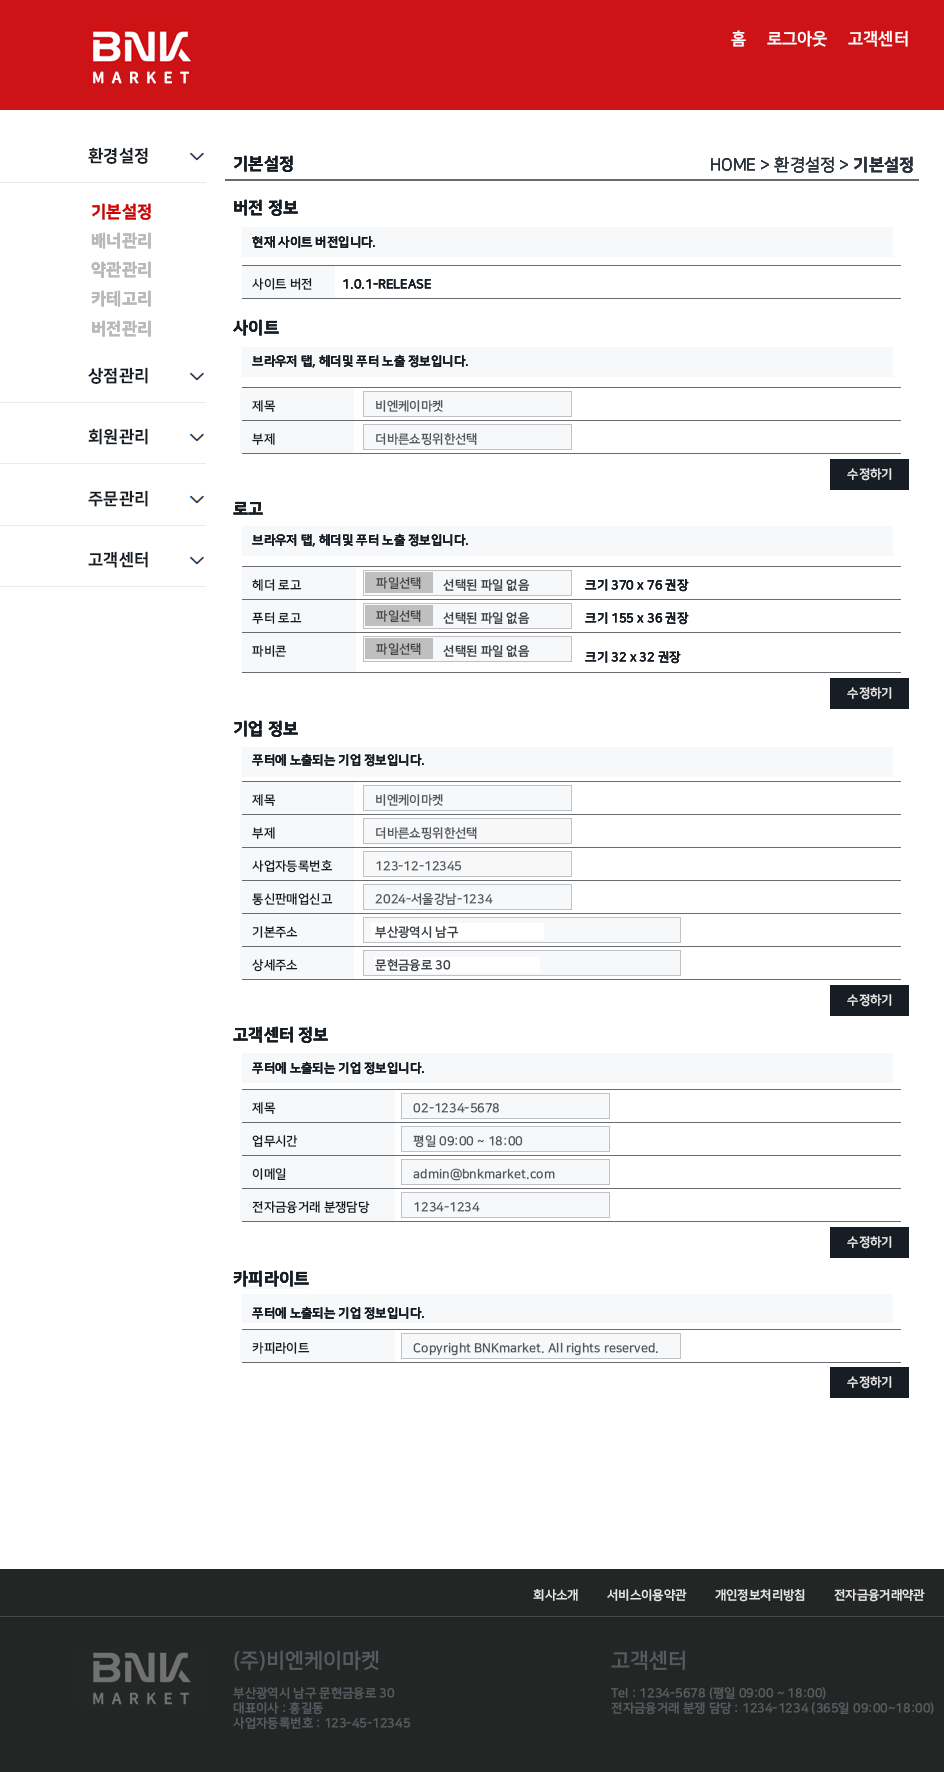 BNK
MARKET
홈 로그아웃 고객센터
환경설정
기본설정
배너관리
약관관리
카테고리
버전관리
상점관리
회원관리
주문관리
고객센터
기본설정 HOME > 환경설정 > 기본설정
버전 정보
현재 사이트 버전입니다.
사이트 버전 1.0.1-RELEASE
사이트
브라우저 탭, 헤더및 푸터 노출 정보입니다.
제목 비엔케이마켓
부제 더바른쇼핑위한선택
수정하기
로고
브라우저 탭, 헤더및 푸터 노출 정보입니다.
헤더 로고 파일선택 선택된 파일 없음 크기 370 x 76 권장
푸터 로고 파일선택 선택된 파일 없음 크기 155 x 36 권장
파비콘 파일선택 선택된 파일 없음 크기 32 x 32 권장
수정하기
기업 정보
푸터에 노출되는 기업 정보입니다.
제목 비엔케이마켓
부제 더바른쇼핑위한선택
사업자등록번호 123-12-12345
통신판매업신고 2024-서울강남-1234
기본주소 부산광역시 남구
상세주소 문현금융로 30
수정하기
고객센터 정보
푸터에 노출되는 기업 정보입니다.
제목 02-1234-5678
업무시간 평일 09:00 ~ 18:00
이메일 admin@bnkmarket.com
전자금융거래 분쟁담당 1234-1234
수정하기
카피라이트
푸터에 노출되는 기업 정보입니다.
카피라이트 Copyright BNKmarket. All rights reserved.
수정하기
회사소개 서비스이용약관 개인정보처리방침 전자금융거래약관
BNK
MARKET
(주)비엔케이마켓
부산광역시 남구 문현금융로 30
대표이사 : 홍길동
사업자등록번호 : 123-45-12345
고객센터
Tel : 1234-5678 (평일 09:00 ~ 18:00)
전자금융거래 분쟁 담당 : 1234-1234 (365일 09:00~18:00)